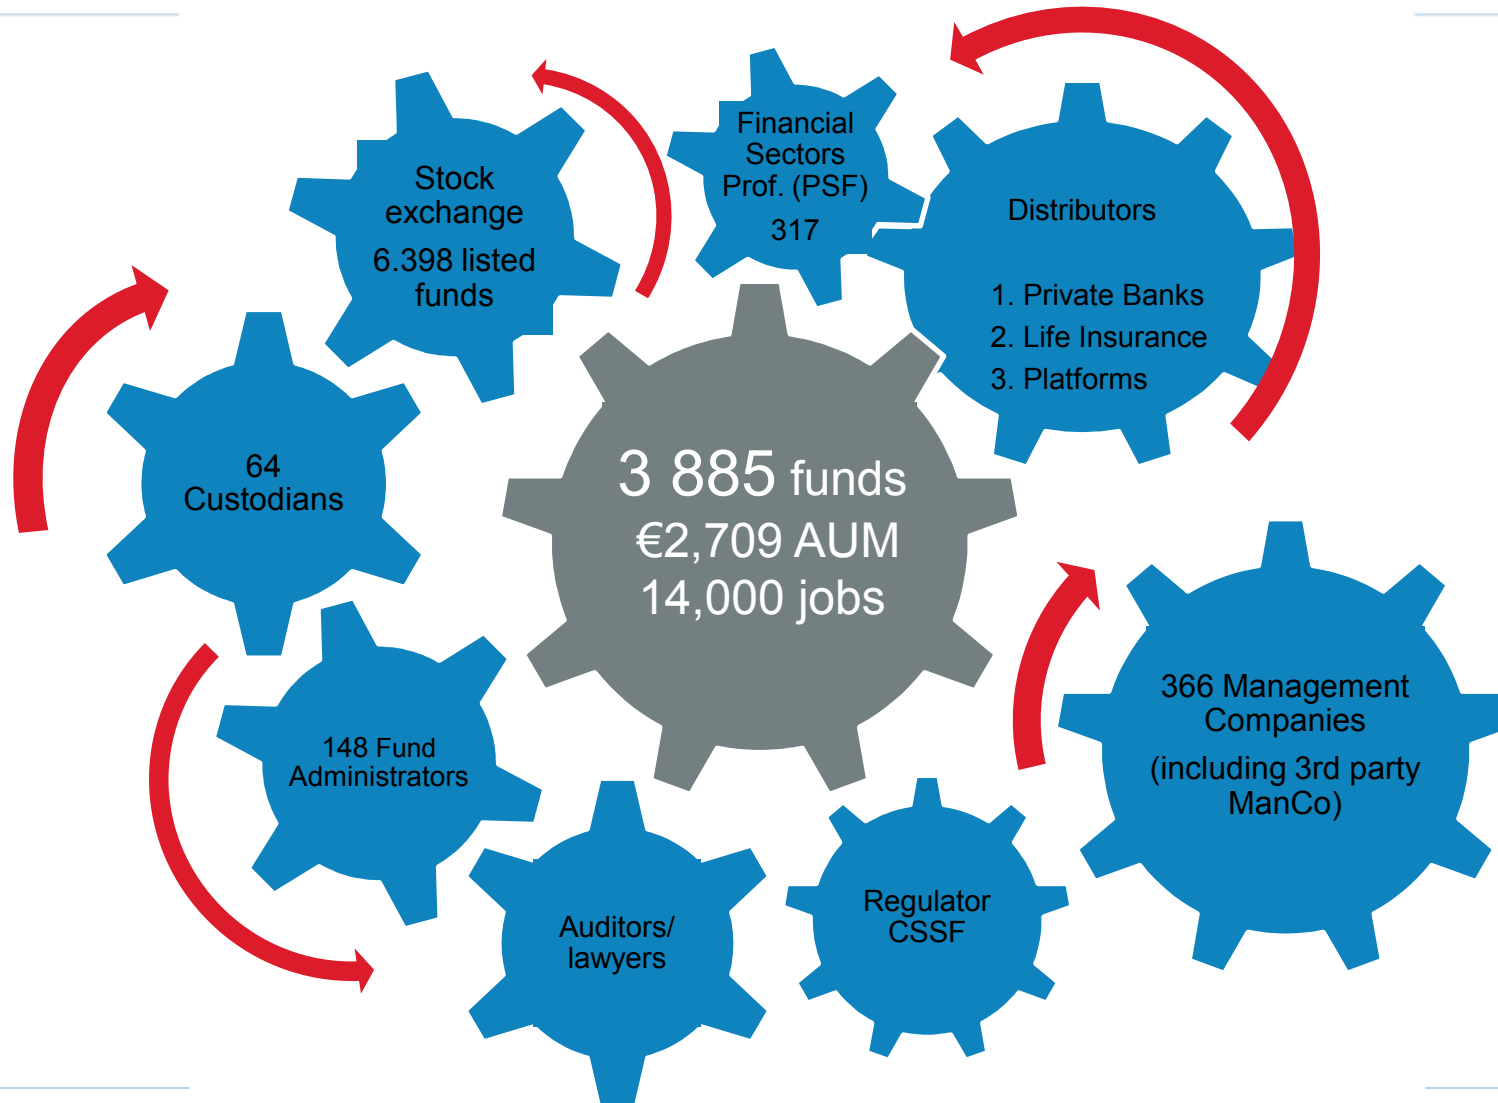 Financial
Sectors
Prof. (PSF)
317
Stock
exchange
6.398 listed
funds
Distributors
1. Private Banks
2. Life Insurance
3. Platforms
64
Custodians
3 885 funds
€2,709 AUM
14,000 jobs
366 Management
Companies
(including 3rd party
ManCo)
148 Fund
Administrators
Auditors/
lawyers
Regulator
CSSF